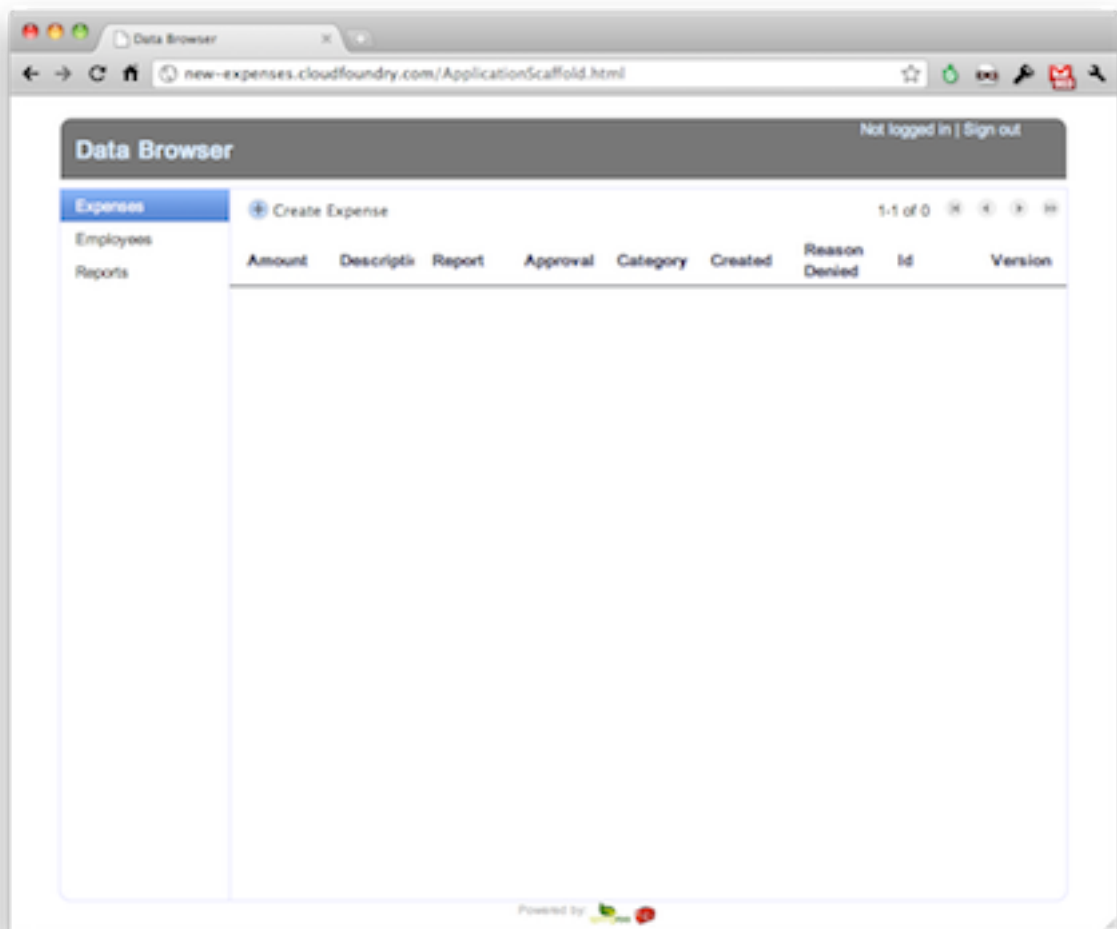 Data Browser
new-expenses.cloudfoundry.com/ApplicationScaffold.html
Not logged in | Sign out
Data Browser
Expenses
Employees
Reports
Create Expense
1-1 of 0
Amount Descriptic Report Approval Category Created Reason Denied Id Version
Powered by: